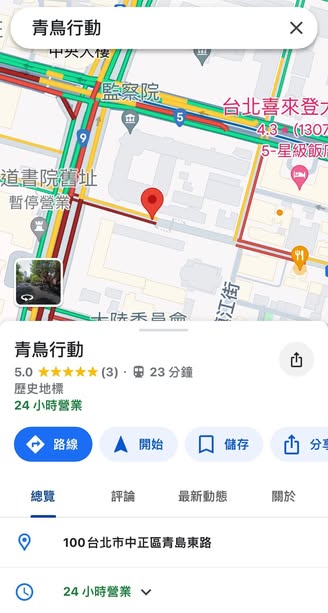 青鳥行動
中央大樓
監察院
台北喜來登大
4.3 (1307
5-星級飯店
9
5
道書院舊址
暫停營業
大陸委員會
江街
青鳥行動
5.0 ★★★★★ (3) · 23 分鐘
歷史地標
24 小時營業
路線
開始
儲存
分享
總覽
評論
最新動態
關於
100台北市中正區青島東路
24 小時營業